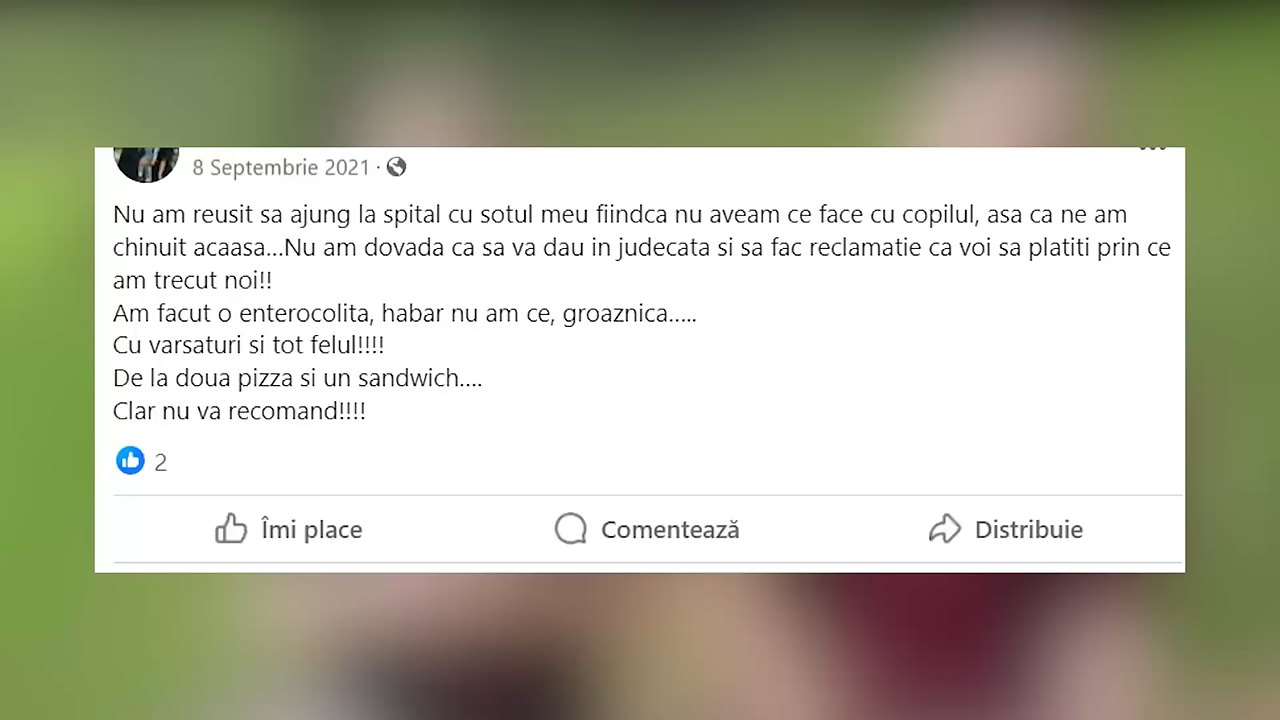 8 Septembrie 2021 ·
Nu am reusit sa ajung la spital cu sotul meu fiindca nu aveam ce face cu copilul, asa ca ne am
chinuit acaasa...Nu am dovada ca sa va dau in judecata si sa fac reclamatie ca voi sa platiti prin ce
am trecut noi!!
Am facut o enterocolita, habar nu am ce, groaznica.....
Cu varsaturi si tot felul!!!!
De la doua pizza si un sandwich....
Clar nu va recomand!!!!
2
Îmi place
Comentează
Distribuie